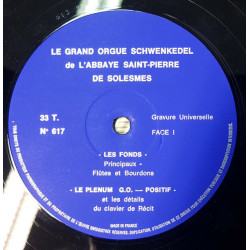 LE GRAND ORGUE SCHWENKEDEL
de L'ABBAYE SAINT-PIERRE
DE SOLESMES
33 T.
N° 617
Gravure Universelle
FACE I
- LES FONDS -
Principaux -
Flûtes et Bourdons
- LE PLENUM G.O. — POSITIF -
et les détails
du clavier de Récit
MADE IN FRANCE